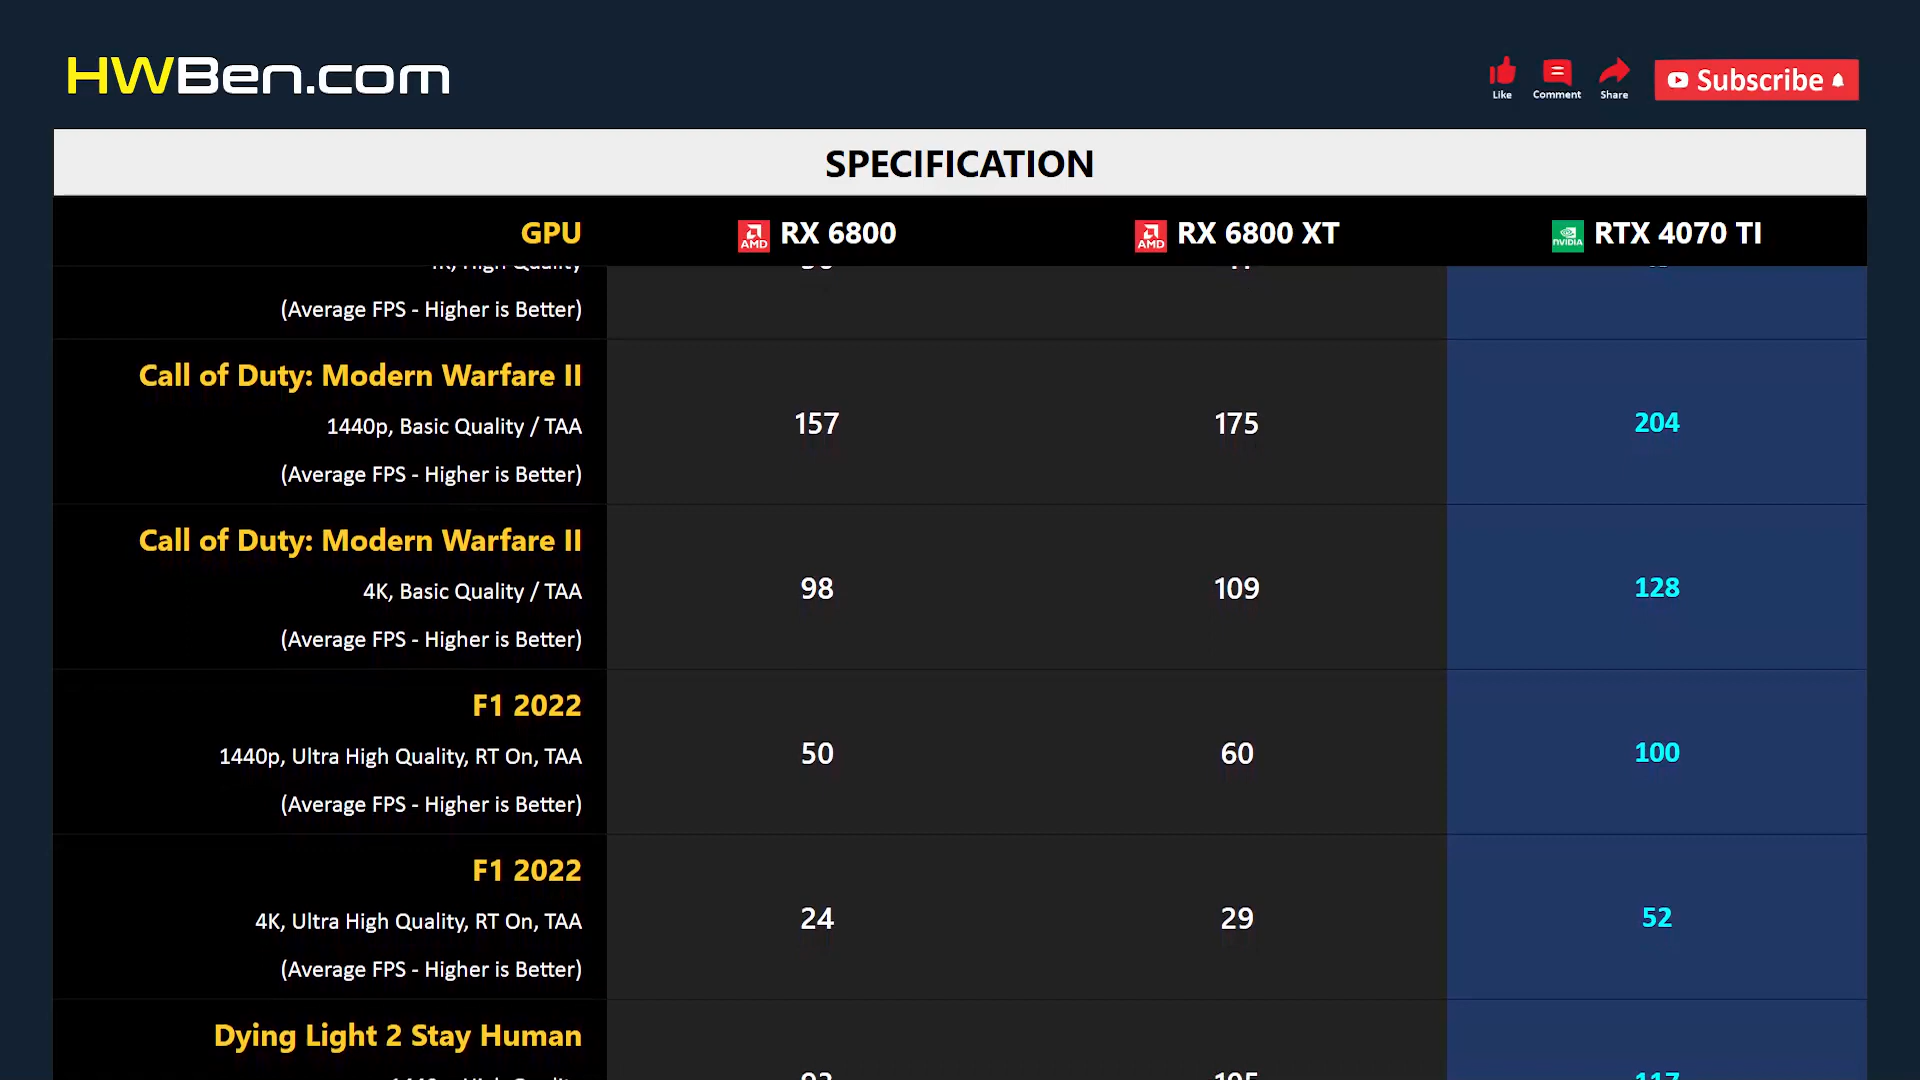 HWBen.com
Like Comment Share Subscribe
SPECIFICATION
GPU RX 6800 RX 6800 XT RTX 4070 TI
4K, High Quality
(Average FPS - Higher is Better)
Call of Duty: Modern Warfare II
1440p, Basic Quality / TAA 157 175 204
(Average FPS - Higher is Better)
Call of Duty: Modern Warfare II
4K, Basic Quality / TAA 98 109 128
(Average FPS - Higher is Better)
F1 2022
1440p, Ultra High Quality, RT On, TAA 50 60 100
(Average FPS - Higher is Better)
F1 2022
4K, Ultra High Quality, RT On, TAA 24 29 52
(Average FPS - Higher is Better)
Dying Light 2 Stay Human